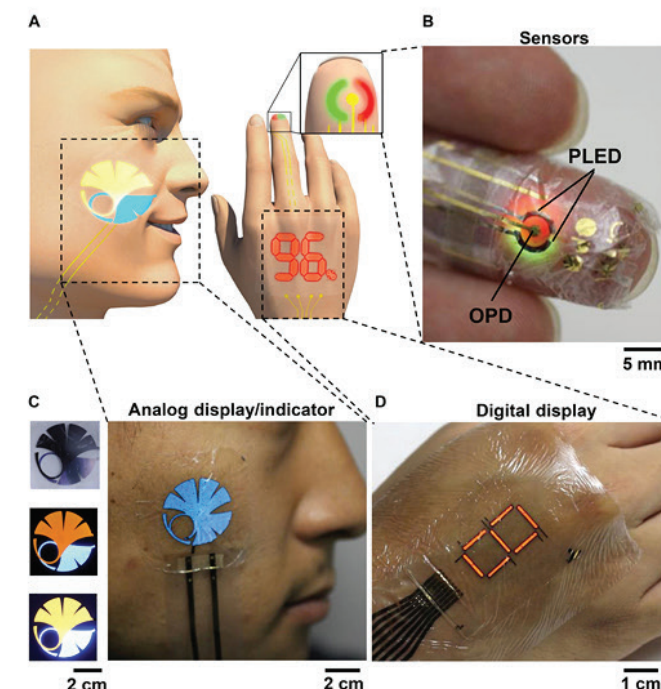 A
B
Sensors
96%
PLED
OPD
5 mm
C
Analog display/indicator
D
Digital display
2 cm
2 cm
1 cm